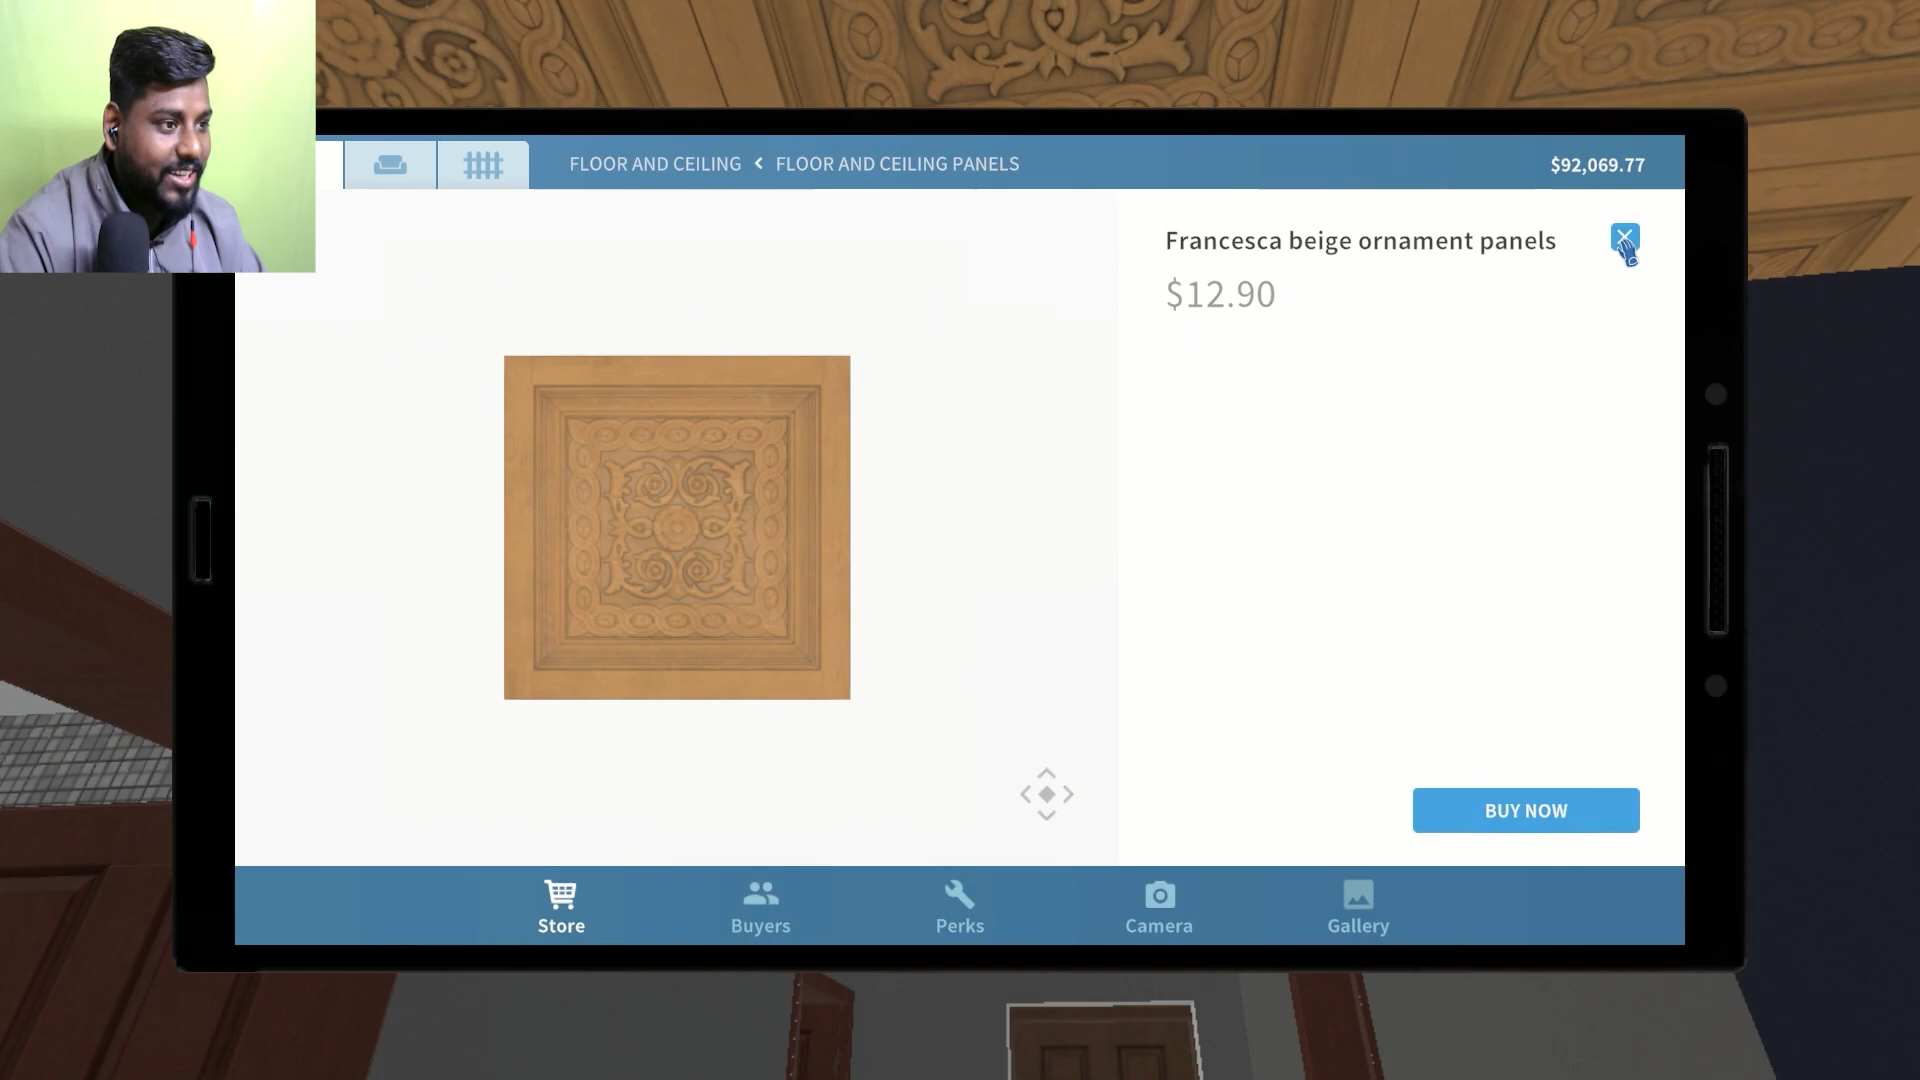 FLOOR AND CEILING < FLOOR AND CEILING PANELS
$92,069.77
Francesca beige ornament panels
$12.90
BUY NOW
Store
Buyers
Perks
Camera
Gallery